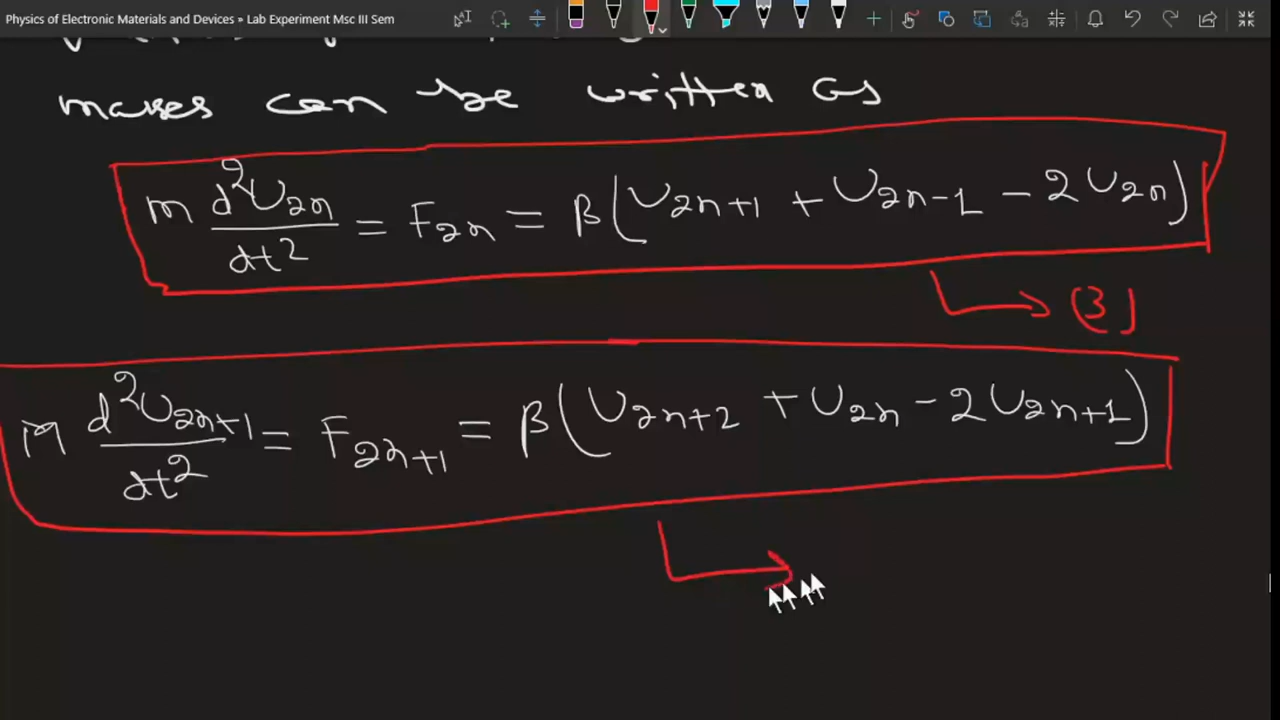 Physics of Electronic Materials and Devices » Lab Experiment Msc III Sem
masses can be written as
m d²U₂ₙ/dt² = F₂ₙ = β(U₂ₙ₊₁ + U₂ₙ₋₁ - 2U₂ₙ)
(3)
m d²U₂ₙ₊₁/dt² = F₂ₙ₊₁ = β(U₂ₙ₊₂ + U₂ₙ - 2U₂ₙ₊₁)